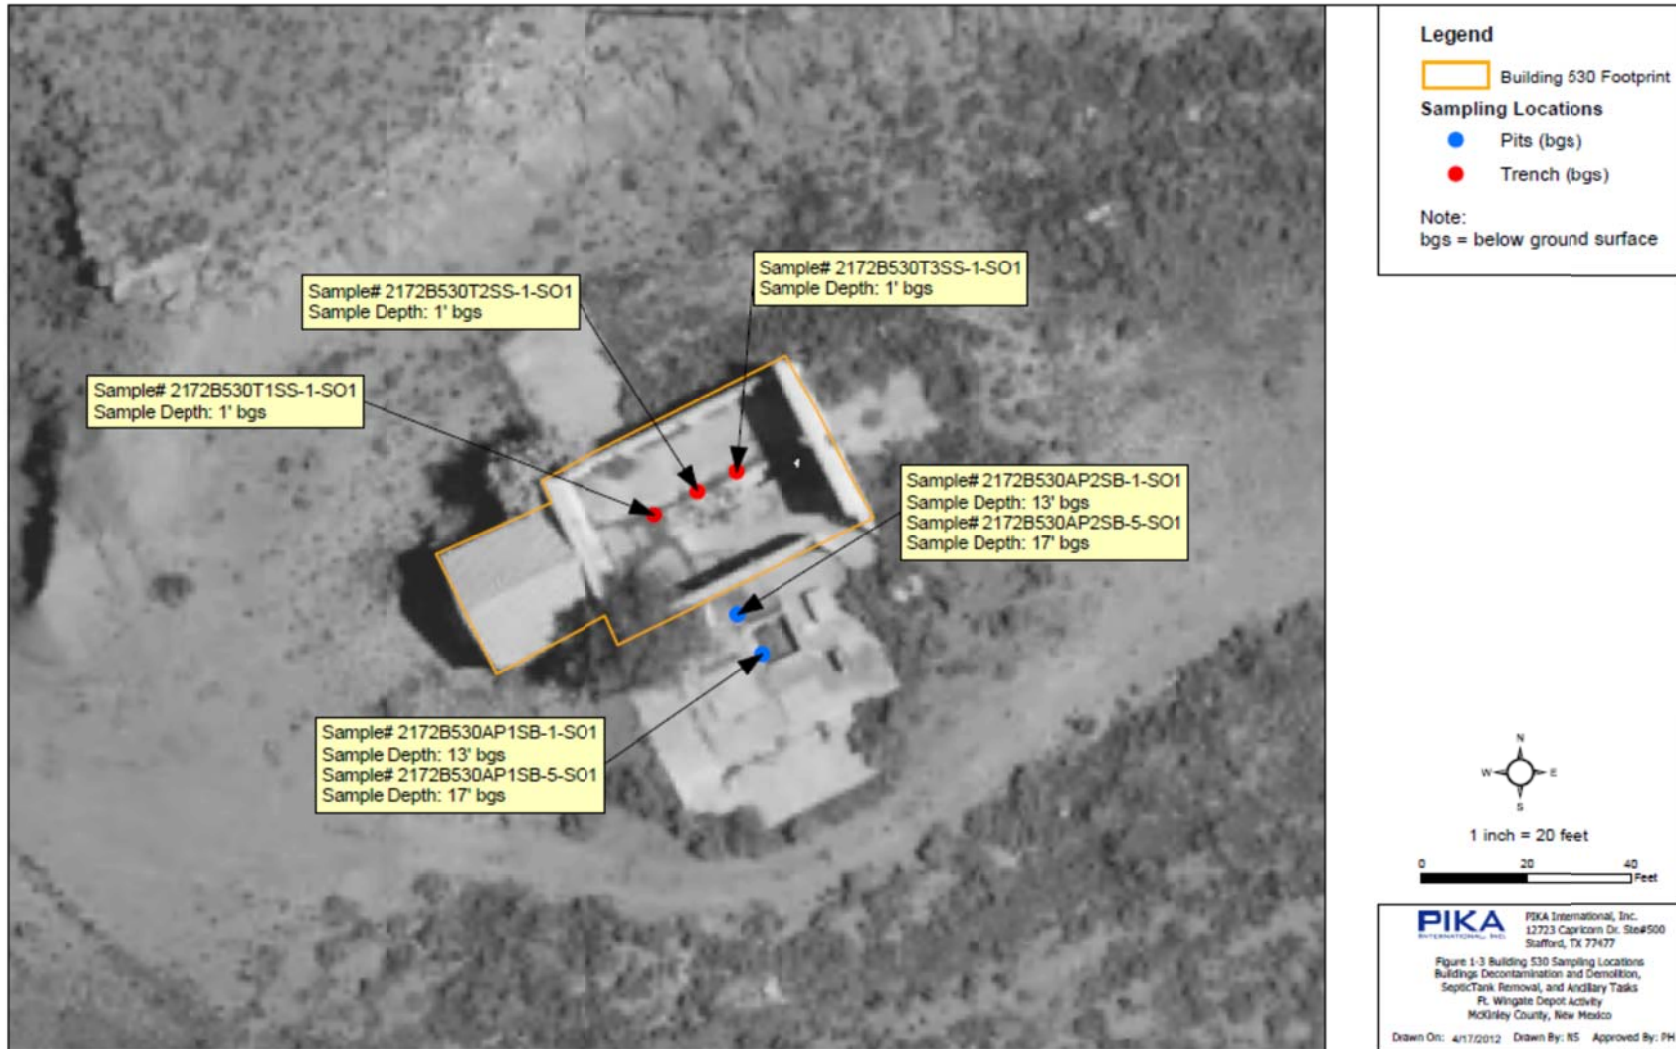 Sample# 2172B530T2SS-1-SO1
Sample Depth: 1' bgs
Sample# 2172B530T3SS-1-SO1
Sample Depth: 1' bgs
Sample# 2172B530T1SS-1-SO1
Sample Depth: 1' bgs
Sample# 2172B530AP2SB-1-SO1
Sample Depth: 13' bgs
Sample# 2172B530AP2SB-5-SO1
Sample Depth: 17' bgs
Sample# 2172B530AP1SB-1-SO1
Sample Depth: 13' bgs
Sample# 2172B530AP1SB-5-SO1
Sample Depth: 17' bgs
Legend
Building 530 Footprint
Sampling Locations
Pits (bgs)
Trench (bgs)
Note:
bgs = below ground surface
N
W E
S
1 inch = 20 feet
0 20 40
Feet
PIKA
INTERNATIONAL, INC.
PIKA International, Inc.
12723 Capricorn Dr. Ste#500
Stafford, TX 77477
Figure 1-3 Building 530 Sampling Locations
Buildings Decontamination and Demolition,
SepticTank Removal, and Ancillary Tasks
Ft. Wingate Depot Activity
McKinley County, New Mexico
Drawn On: 4/17/2012 Drawn By: NS Approved By: PH